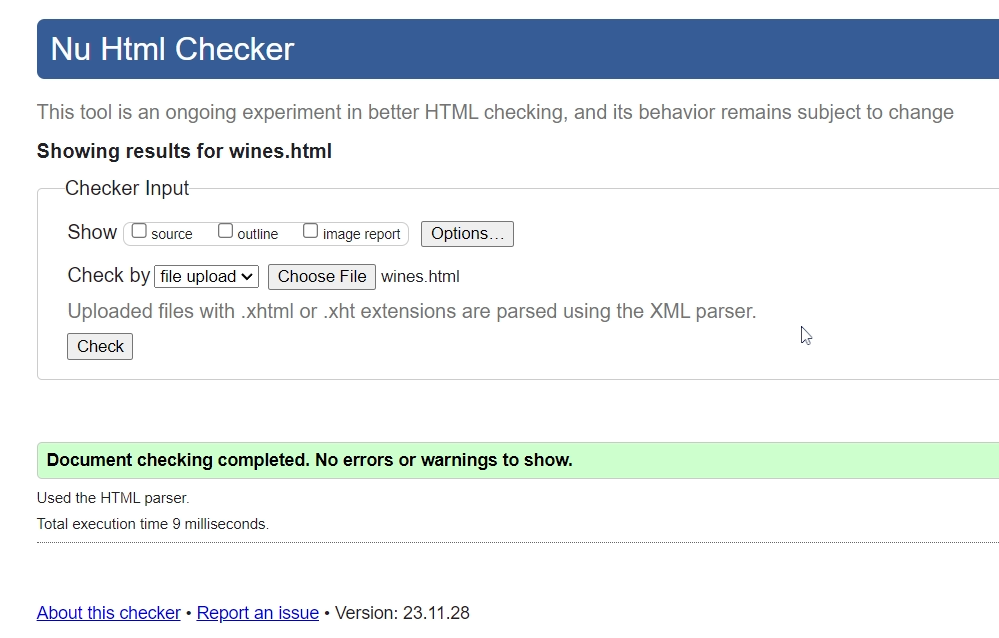 Nu Html Checker
This tool is an ongoing experiment in better HTML checking, and its behavior remains subject to change
Showing results for wines.html
Checker Input
Show source outline image report Options…
Check by file upload Choose File wines.html
Uploaded files with .xhtml or .xht extensions are parsed using the XML parser.
Check
Document checking completed. No errors or warnings to show.
Used the HTML parser.
Total execution time 9 milliseconds.
About this checker • Report an issue • Version: 23.11.28